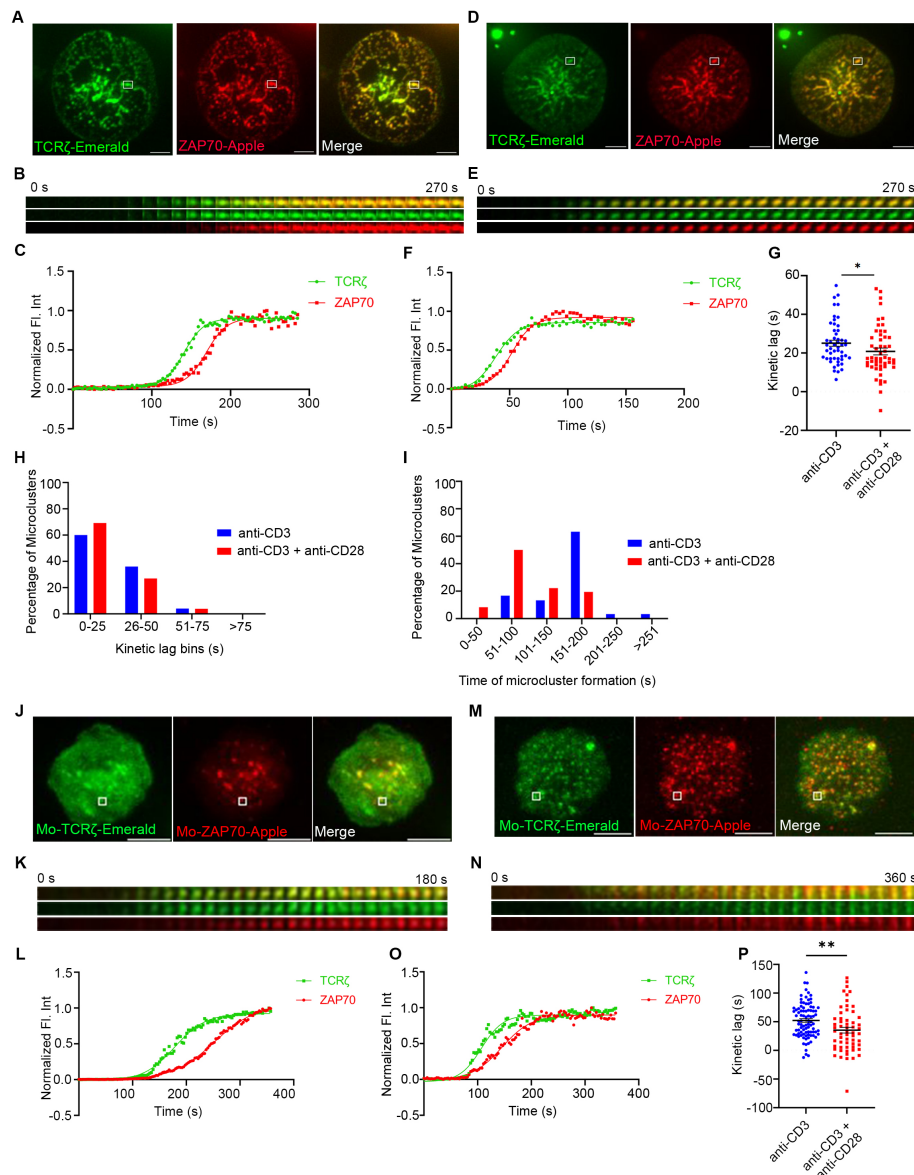 A
TCRζ-Emerald
ZAP70-Apple
Merge
D
TCRζ-Emerald
ZAP70-Apple
Merge
B
0 s
270 s
E
0 s
270 s
C
Normalized Fl. Int
1.5
1.0
0.5
0.0
-0.5
100
200
300
Time (s)
TCRζ
ZAP70
F
Normalized Fl. Int
1.5
1.0
0.5
0.0
-0.5
50
100
150
200
Time (s)
TCRζ
ZAP70
G
Kinetic lag (s)
60
40
20
0
-20
*
anti-CD3
anti-CD3 +
anti-CD28
H
Percentage of Microclusters
100
80
60
40
20
0
0-25
26-50
51-75
>75
Kinetic lag bins (s)
anti-CD3
anti-CD3 + anti-CD28
I
Percentage of Microclusters
100
80
60
40
20
0
0-50
51-100
101-150
151-200
201-250
>251
Time of microcluster formation (s)
anti-CD3
anti-CD3 + anti-CD28
J
Mo-TCRζ-Emerald
Mo-ZAP70-Apple
Merge
M
Mo-TCRζ-Emerald
Mo-ZAP70-Apple
Merge
K
0 s
180 s
N
0 s
360 s
L
Normalized Fl. Int
1.5
1.0
0.5
0.0
-0.5
100
200
300
400
Time (s)
TCRζ
ZAP70
O
Normalized Fl. Int
1.5
1.0
0.5
0.0
-0.5
100
200
300
400
Time (s)
TCRζ
ZAP70
P
Kinetic lag (s)
150
100
50
0
-50
-100
**
anti-CD3
anti-CD3 +
anti-CD28